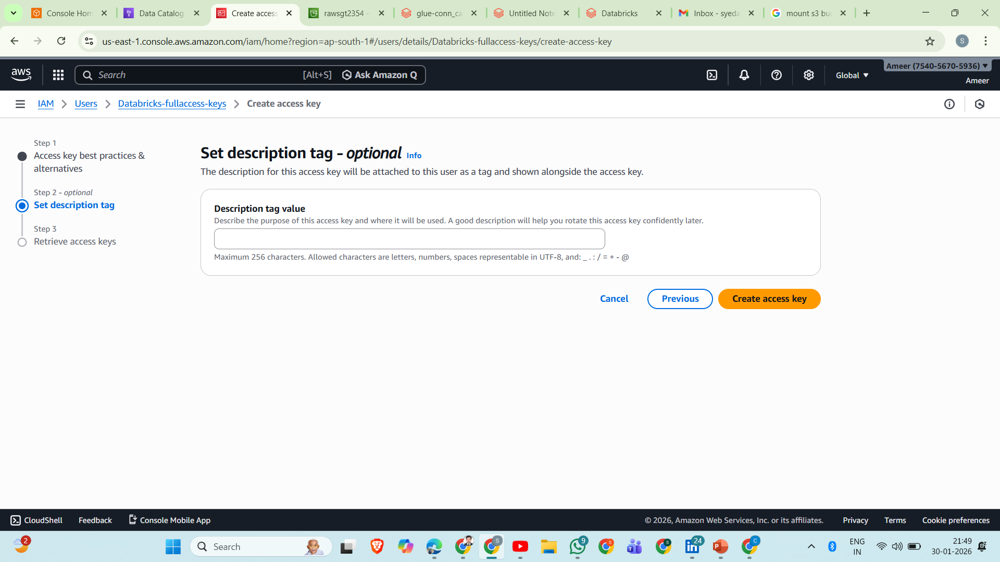 Console Hom
Data Catalog
Create access
rawsgt2354 -
glue-conn_ca
Untitled Note
Databricks
Inbox - syeda
mount s3 buc
us-east-1.console.aws.amazon.com/iam/home?region=ap-south-1#/users/details/Databricks-fullaccess-keys/create-access-key
S
aws
Search
[Alt+S]
Ask Amazon Q
Global
Ameer (7540-5670-5936)
Ameer
IAM
Users
Databricks-fullaccess-keys
Create access key
Step 1
Access key best practices &
alternatives
Step 2 - optional
Set description tag
Step 3
Retrieve access keys
Set description tag - optional Info
The description for this access key will be attached to this user as a tag and shown alongside the access key.
Description tag value
Describe the purpose of this access key and where it will be used. A good description will help you rotate this access key confidently later.
Maximum 256 characters. Allowed characters are letters, numbers, spaces representable in UTF-8, and: _ . : / = + - @
Cancel
Previous
Create access key
CloudShell
Feedback
Console Mobile App
© 2026, Amazon Web Services, Inc. or its affiliates.
Privacy
Terms
Cookie preferences
2
Search
S
9
S
T
S
in
24
P
C
ENG
IN
21:49
30-01-2026